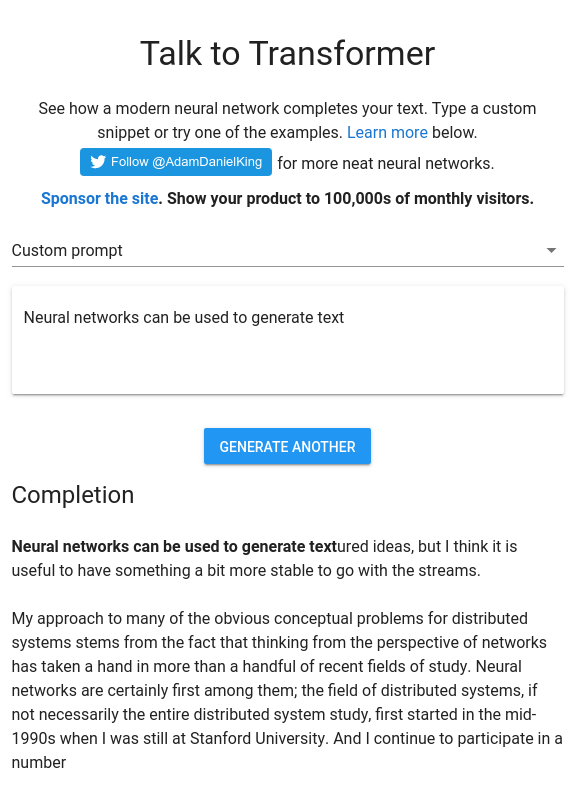 Talk to Transformer
See how a modern neural network completes your text. Type a custom
snippet or try one of the examples. Learn more below.
Follow @AdamDanielKing for more neat neural networks.
Sponsor the site. Show your product to 100,000s of monthly visitors.
Custom prompt
Neural networks can be used to generate text
GENERATE ANOTHER
Completion
Neural networks can be used to generate textured ideas, but I think it is
useful to have something a bit more stable to go with the streams.
My approach to many of the obvious conceptual problems for distributed
systems stems from the fact that thinking from the perspective of networks
has taken a hand in more than a handful of recent fields of study. Neural
networks are certainly first among them; the field of distributed systems, if
not necessarily the entire distributed system study, first started in the mid-
1990s when I was still at Stanford University. And I continue to participate in a
number